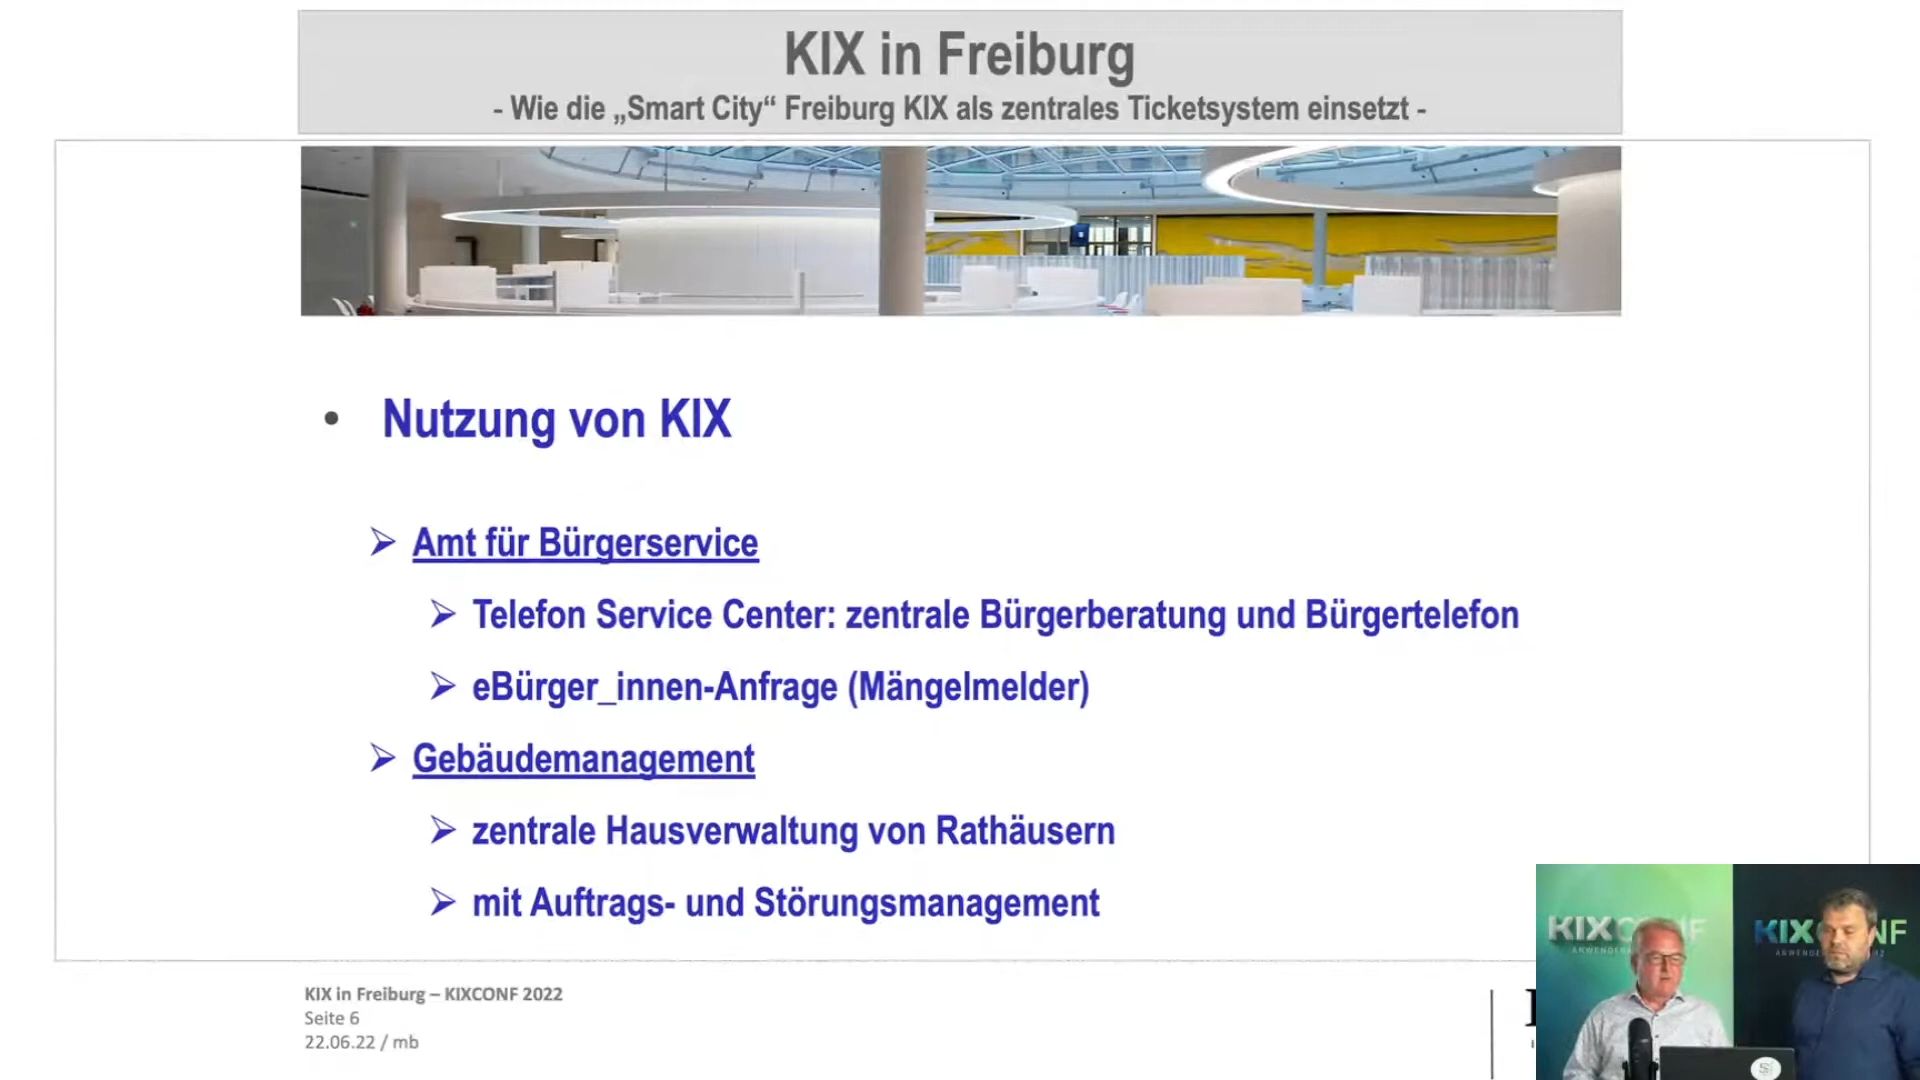 KIX in Freiburg
- Wie die „Smart City“ Freiburg KIX als zentrales Ticketsystem einsetzt -
• Nutzung von KIX
➢ Amt für Bürgerservice
➢ Telefon Service Center: zentrale Bürgerberatung und Bürgertelefon
➢ eBürger_innen-Anfrage (Mängelmelder)
➢ Gebäudemanagement
➢ zentrale Hausverwaltung von Rathäusern
➢ mit Auftrags- und Störungsmanagement
KIX in Freiburg – KIXCONF 2022
Seite 6
22.06.22 / mb
KIX
KIX NF